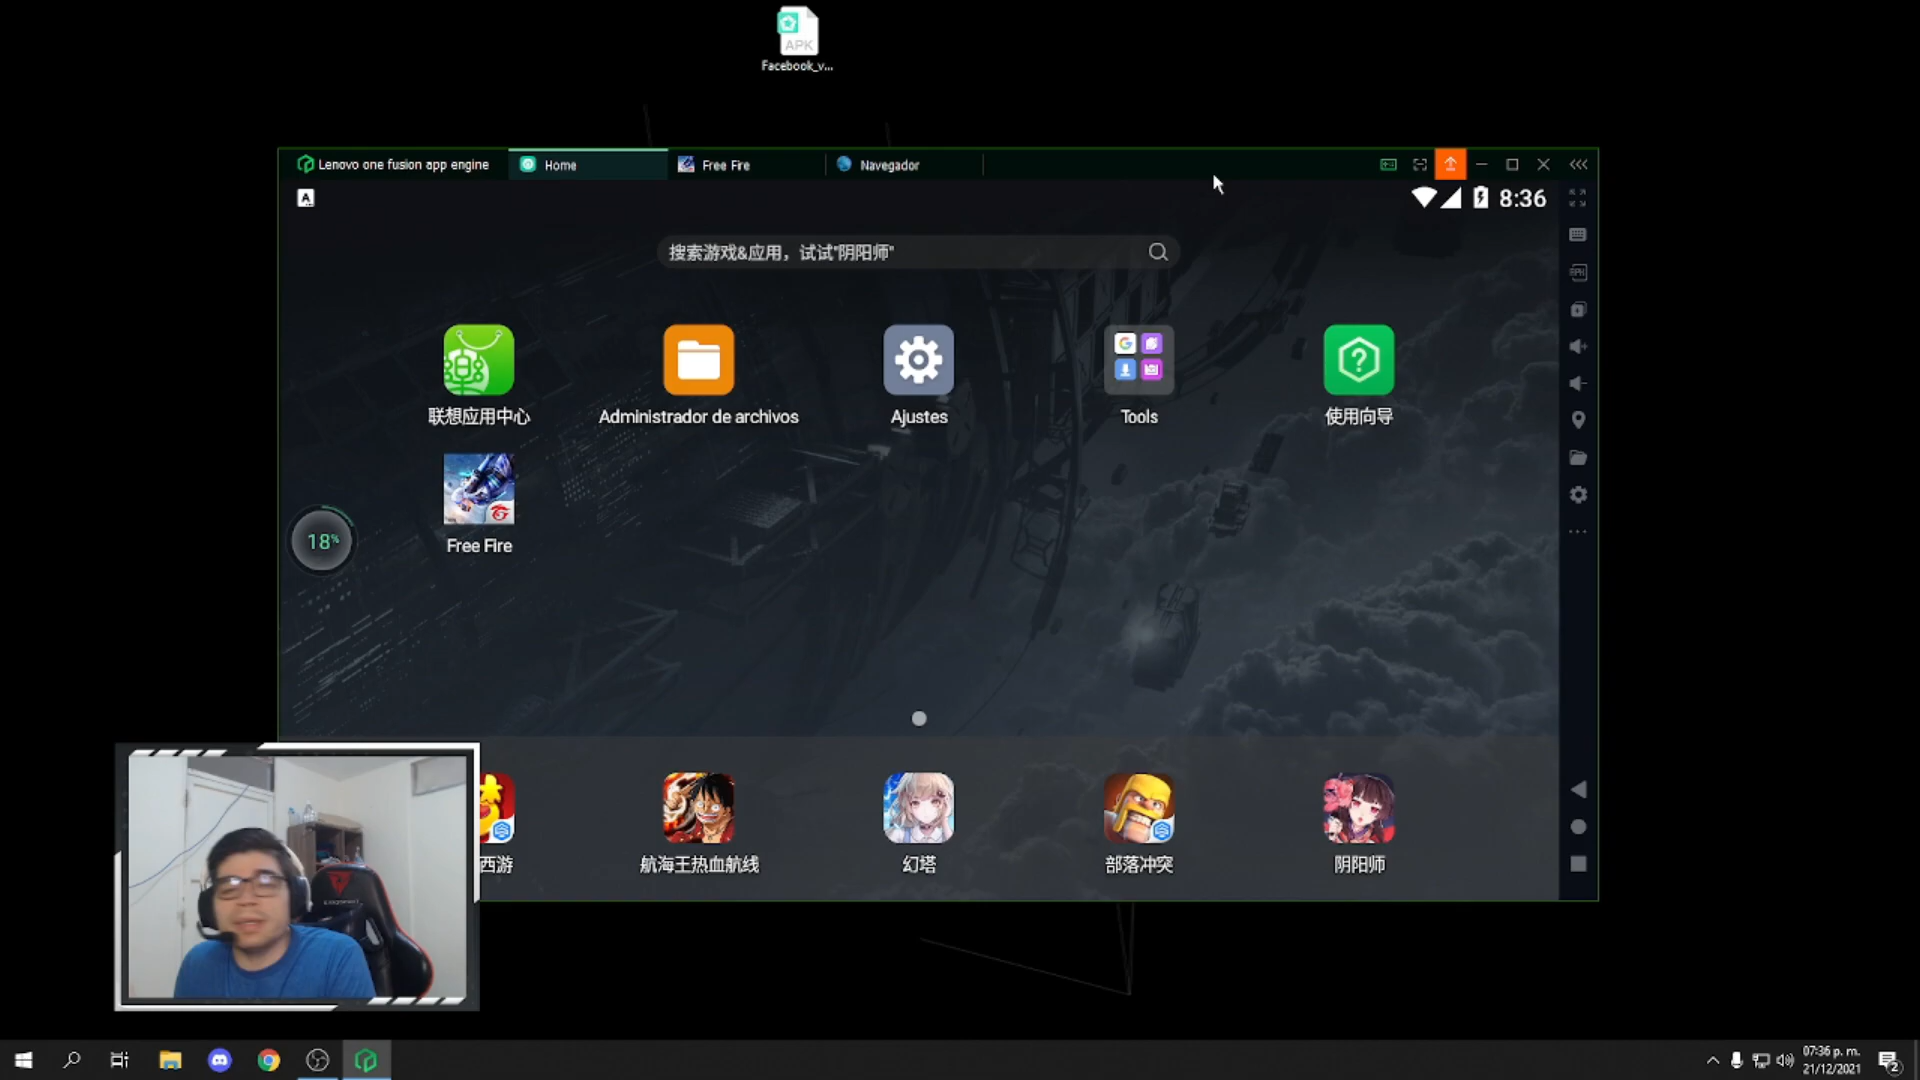 APK
Facebook_v...
Lenovo one fusion app engine
Home
Free Fire
Navegador
A
8:36
搜索游戏&应用，试试"阴阳师"
APK
联想应用中心
Administrador de archivos
Ajustes
Tools
使用向导
Free Fire
18%
西游
航海王热血航线
幻塔
部落冲突
阴阳师
07:36 p. m.
21/12/2021
2